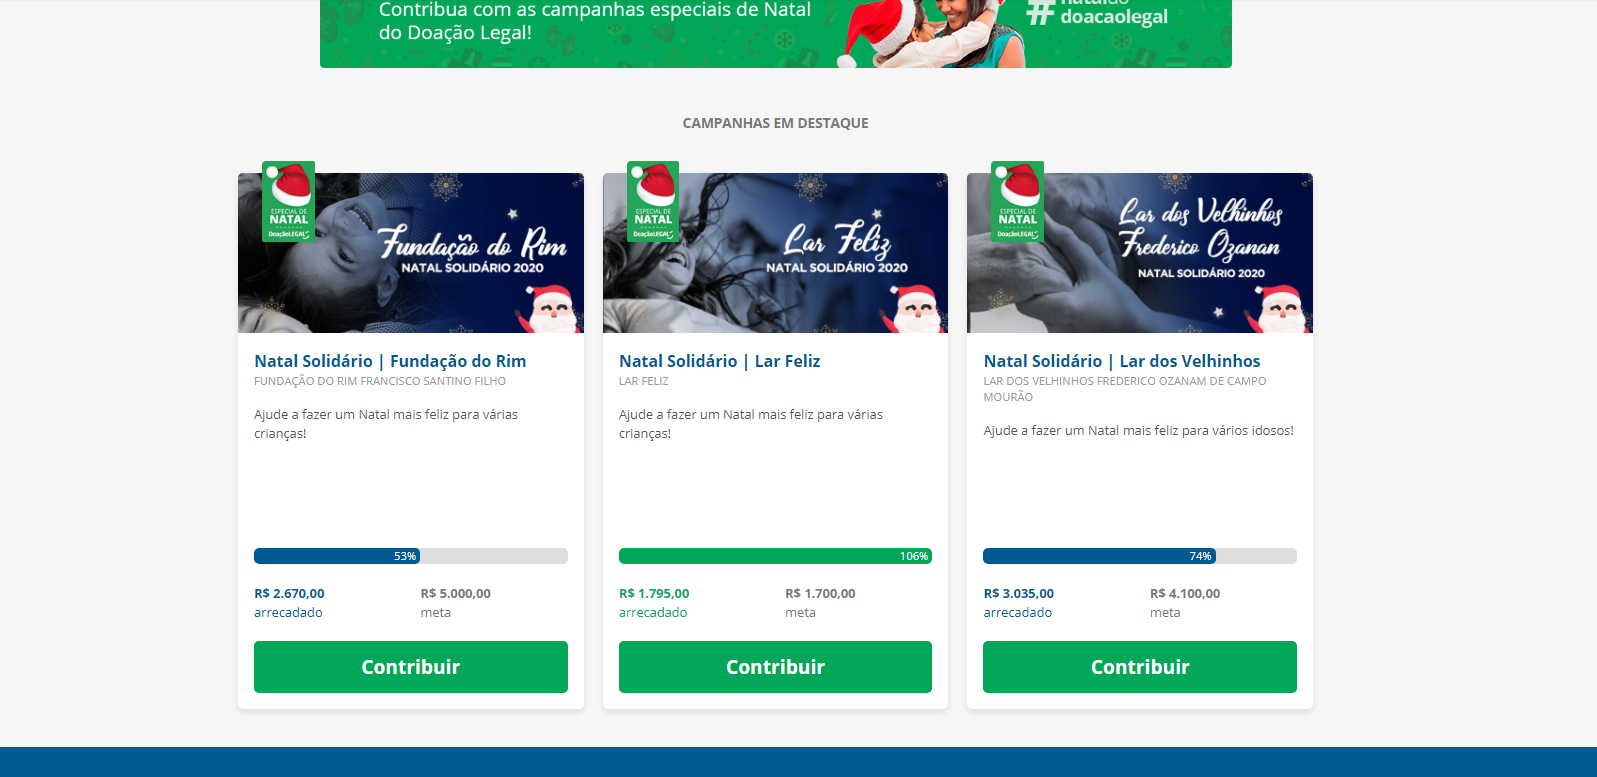 Contribua com as campanhas especiais de Natal
do Doação Legal!
#
doacaolegal
CAMPANHAS EM DESTAQUE
ESPECIAL DE
NATAL
DoaçãoLEGAL
Fundação do Rim
NATAL SOLIDÁRIO 2020
Natal Solidário | Fundação do Rim
FUNDAÇÃO DO RIM FRANCISCO SANTINO FILHO
Ajude a fazer um Natal mais feliz para várias
crianças!
53%
R$ 2.670,00
arrecadado
R$ 5.000,00
meta
Contribuir
ESPECIAL DE
NATAL
DoaçãoLEGAL
Lar Feliz
NATAL SOLIDÁRIO 2020
Natal Solidário | Lar Feliz
LAR FELIZ
Ajude a fazer um Natal mais feliz para várias
crianças!
106%
R$ 1.795,00
arrecadado
R$ 1.700,00
meta
Contribuir
ESPECIAL DE
NATAL
DoaçãoLEGAL
Lar dos Velhinhos
Frederico Ozanan
NATAL SOLIDÁRIO 2020
Natal Solidário | Lar dos Velhinhos
LAR DOS VELHINHOS FREDERICO OZANAM DE CAMPO
MOURÃO
Ajude a fazer um Natal mais feliz para vários idosos!
74%
R$ 3.035,00
arrecadado
R$ 4.100,00
meta
Contribuir